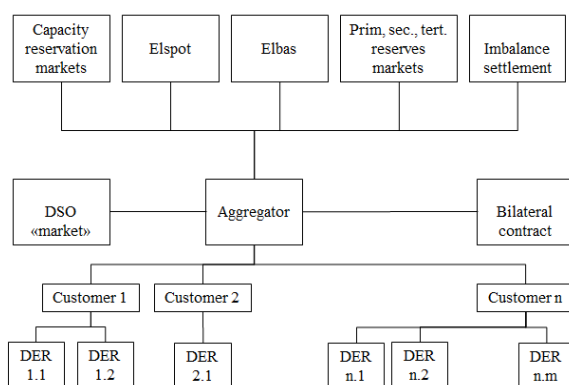 Capacity
reservation
markets
Elspot
Elbas
Prim, sec., tert.
reserves
markets
Imbalance
settlement
DSO
«market»
Aggregator
Bilateral
contract
Customer 1
Customer 2
Customer n
DER
1.1
DER
1.2
DER
2.1
DER
n.1
DER
n.2
DER
n.m